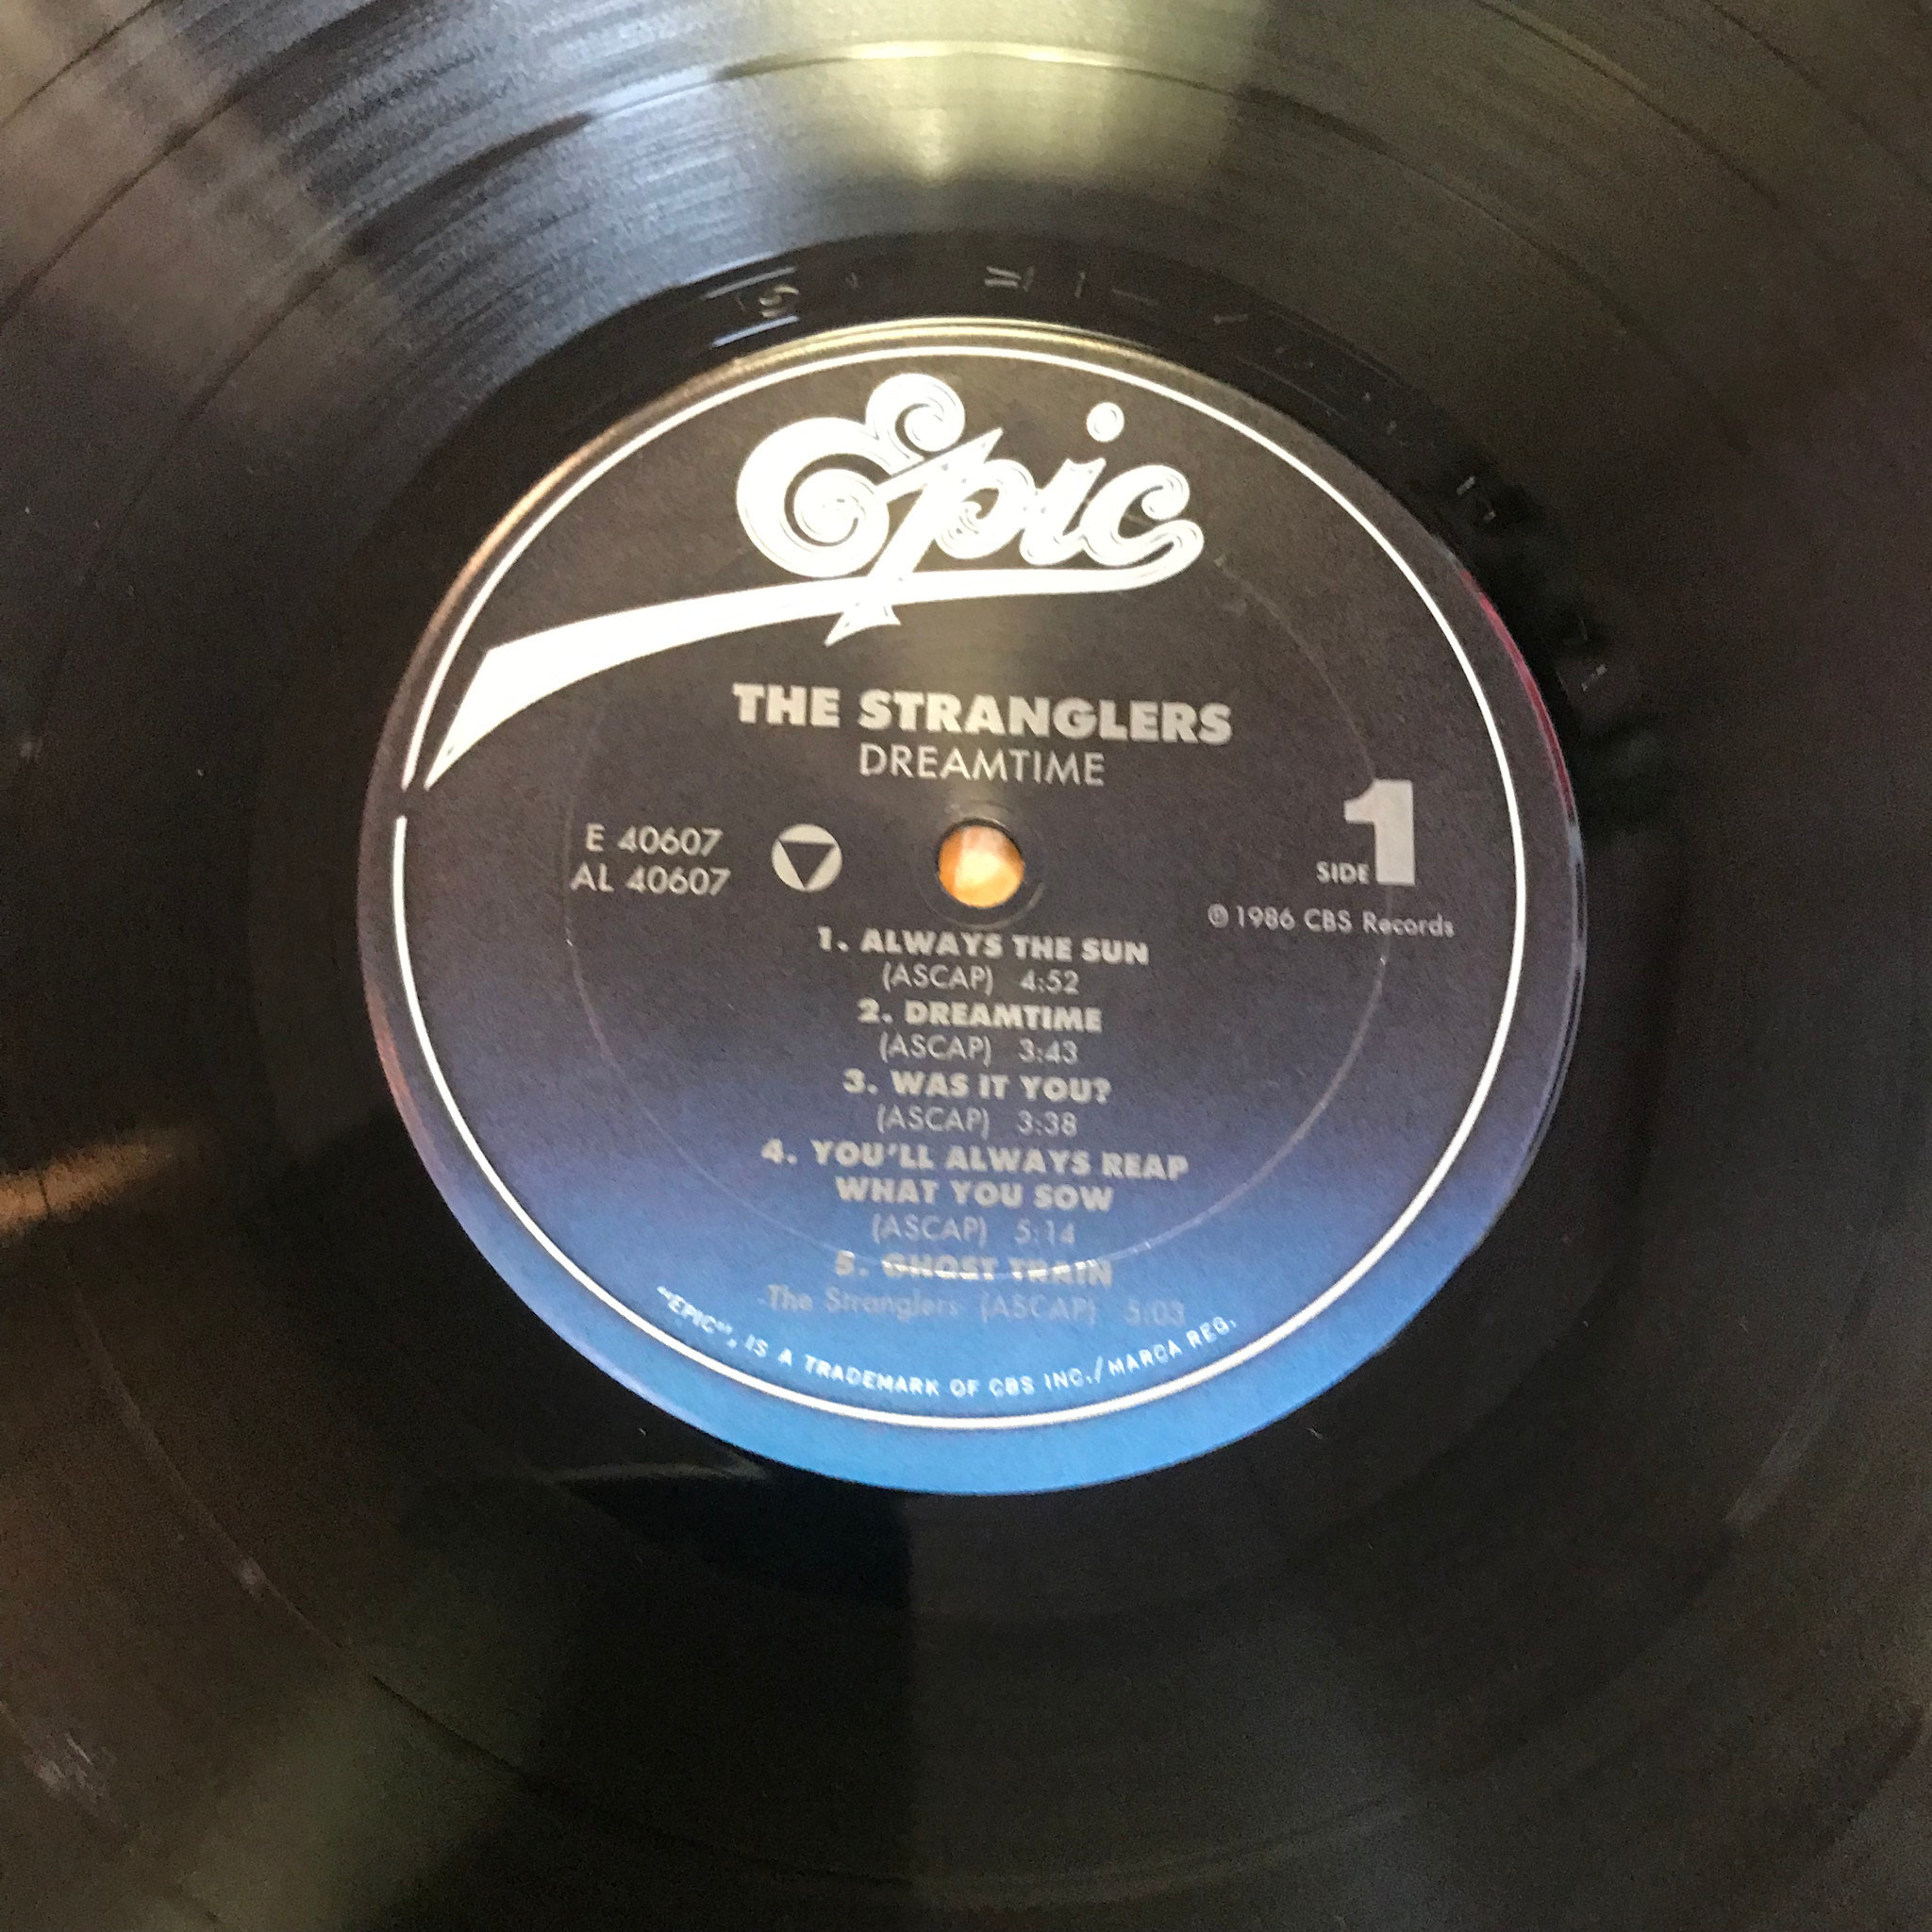 Epic
THE STRANGLERS
DREAMTIME
E 40607
AL 40607
SIDE 1
℗ 1986 CBS Records
1. ALWAYS THE SUN
(ASCAP) 4:52
2. DREAMTIME
(ASCAP) 3:43
3. WAS IT YOU?
(ASCAP) 3:38
4. YOU'LL ALWAYS REAP
WHAT YOU SOW
(ASCAP) 5:14
5. GHOST TRAIN
-The Stranglers- (ASCAP) 5:03
"EPIC", IS A TRADEMARK OF CBS INC./MARCA REG.